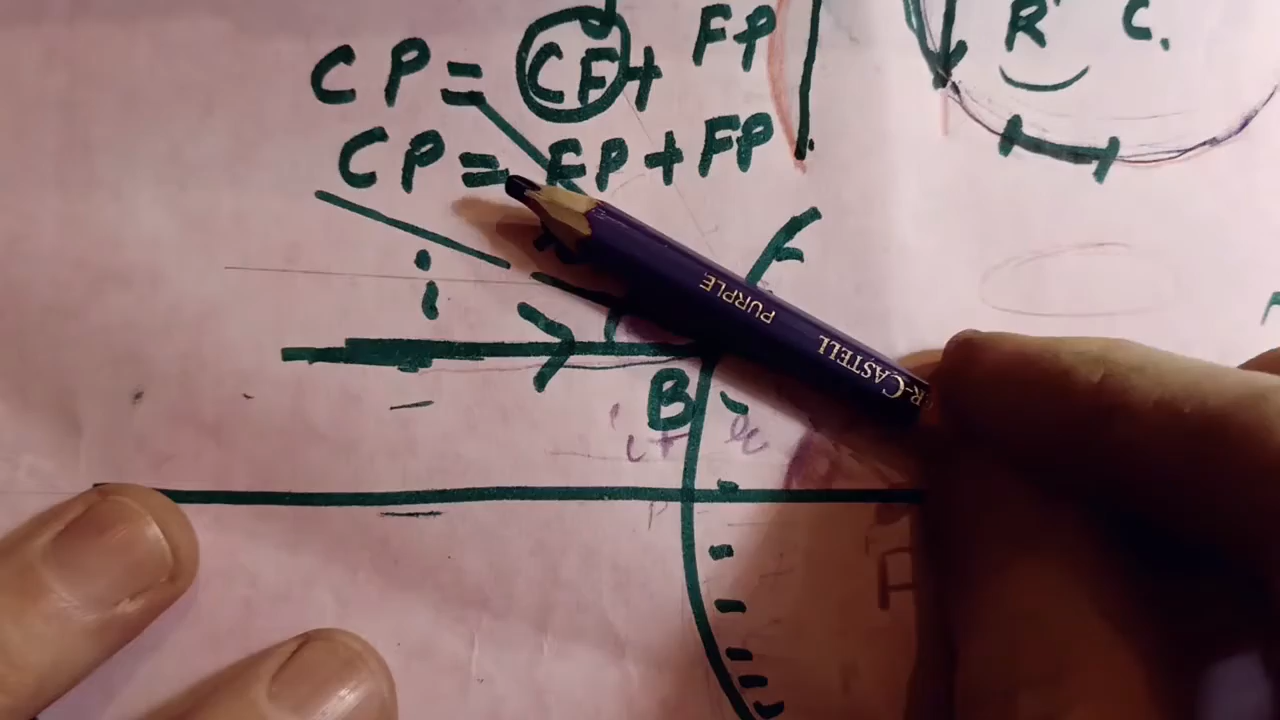 CP = CF + FP
R C.
CP = FP + FP
i
PURPLE
R-CASTELL
B
P
F